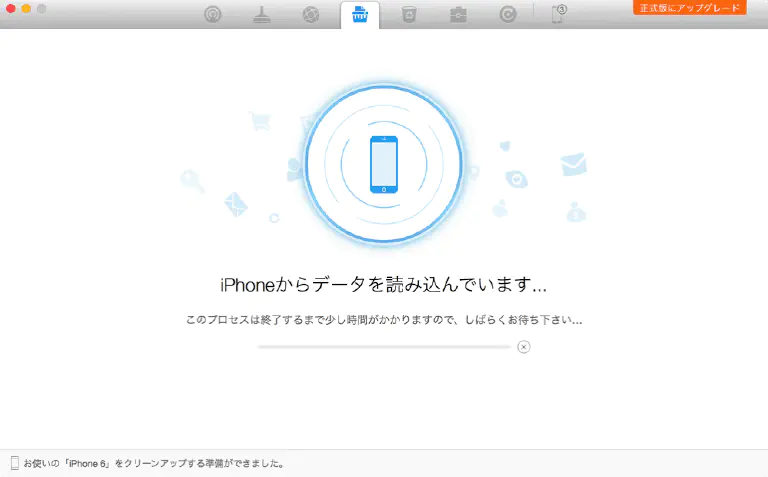 正式版にアップグレード
iPhoneからデータを読み込んでいます...
このプロセスは終了するまで少し時間がかかりますので、しばらくお待ち下さい...
お使いの「iPhone 6」をクリーンアップする準備ができました。